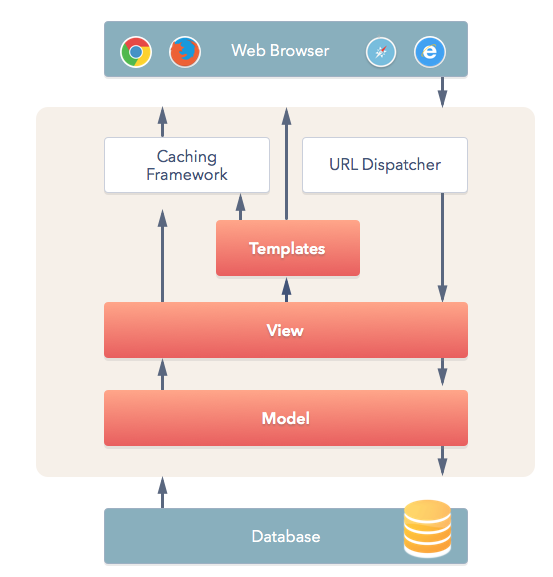 Web Browser
Caching
Framework
URL Dispatcher
Templates
View
Model
Database